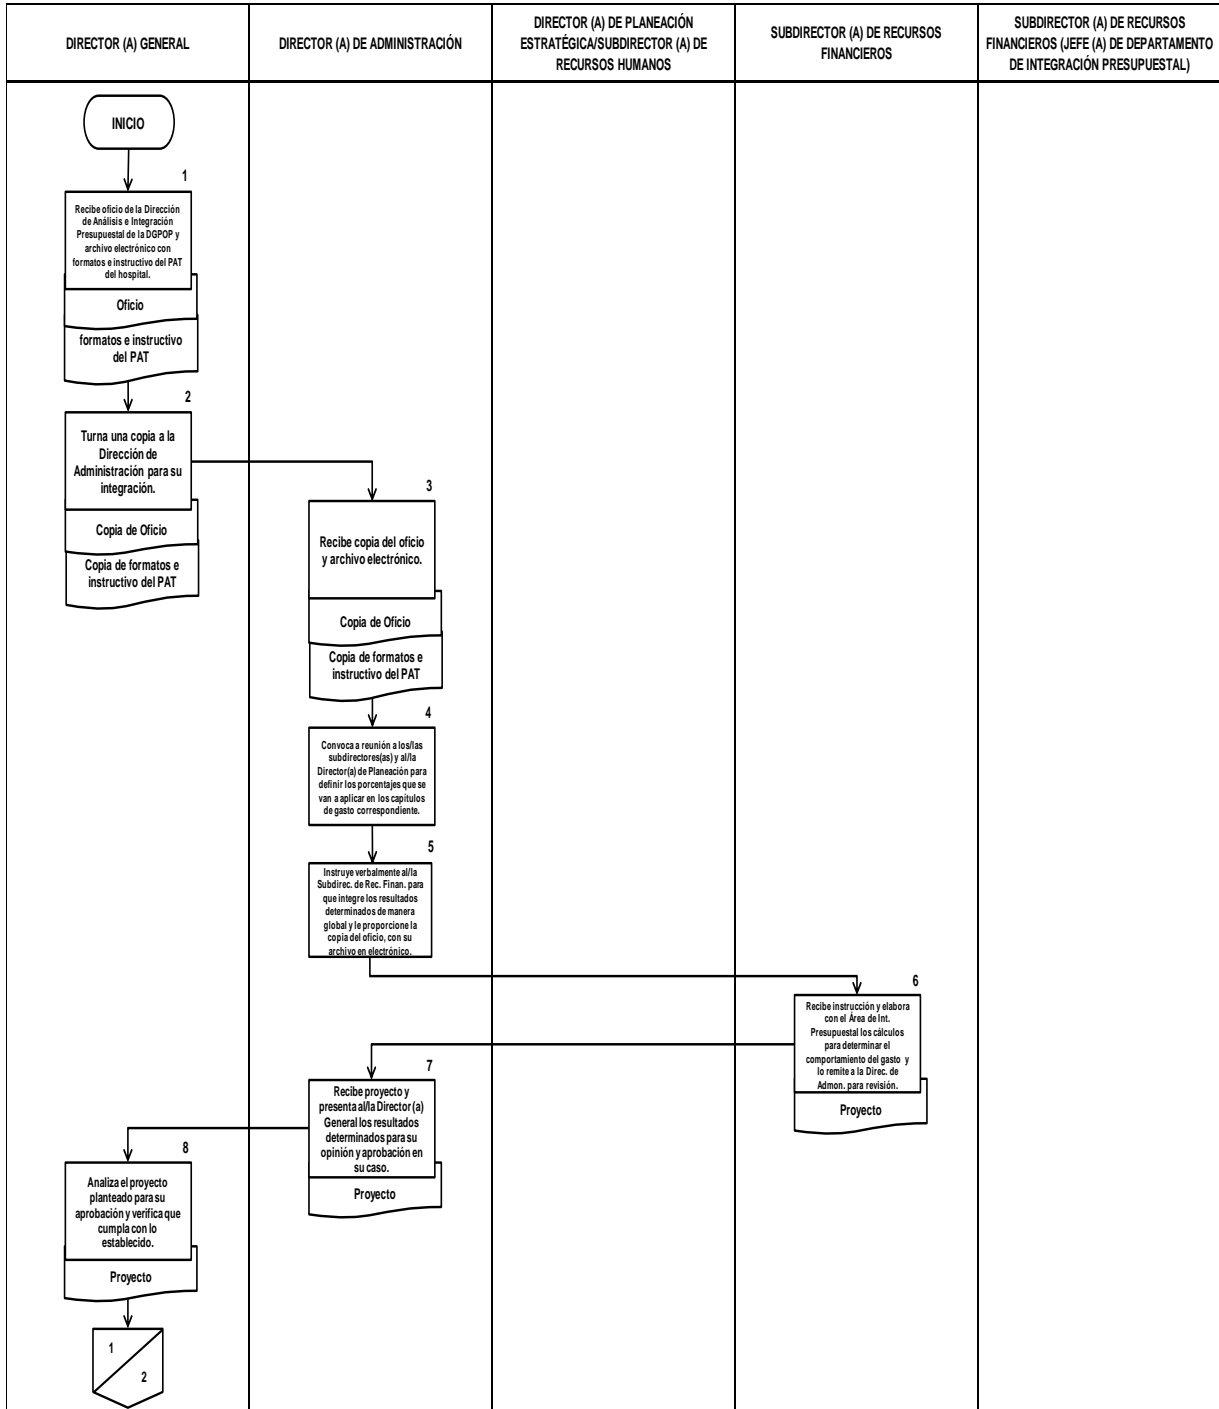 DIRECTOR (A) GENERAL
DIRECTOR (A) DE ADMINISTRACIÓN
DIRECTOR (A) DE PLANEACIÓN
ESTRATÉGICA/SUBDIRECTOR (A) DE
RECURSOS HUMANOS
SUBDIRECTOR (A) DE RECURSOS
FINANCIEROS
SUBDIRECTOR (A) DE RECURSOS
FINANCIEROS (JEFE (A) DE DEPARTAMENTO
DE INTEGRACIÓN PRESUPUESTAL)
INICIO
1
Recibe oficio de la Dirección
de Análisis e Integración
Presupuestal de la DGPOP y
archivo electrónico con
formatos e instructivo del PAT
del hospital.
Oficio
formatos e instructivo
del PAT
2
Turna una copia a la
Dirección de
Administración para su
integración.
Copia de Oficio
Copia de formatos e
instructivo del PAT
3
Recibe copia del oficio
y archivo electrónico.
Copia de Oficio
Copia de formatos e
instructivo del PAT
4
Convoca a reunión a los/las
subdirectores(as) y al/la
Director(a) de Planeación para
definir los porcentajes que se
van a aplicar en los capítulos
de gasto correspondiente.
5
Instruye verbalmente al/la
Subdirec. de Rec. Finan. para
que integre los resultados
determinados de manera
global y le proporcione la
copia del oficio, con su
archivo en electrónico.
6
Recibe instrucción y elabora
con el Área de Int.
Presupuestal los cálculos
para determinar el
comportamiento del gasto y
lo remite a la Direc. de
Admon. para revisión.
Proyecto
7
Recibe proyecto y
presenta al/la Director (a)
General los resultados
determinados para su
opinión y aprobación en
su caso.
Proyecto
8
Analiza el proyecto
planteado para su
aprobación y verifica que
cumpla con lo
establecido.
Proyecto
1
2